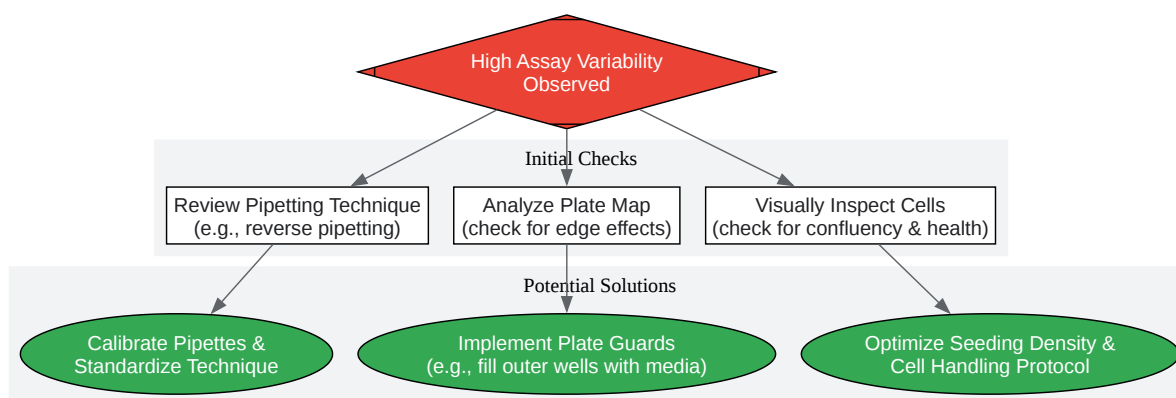 High Assay Variability
Observed
Initial Checks
Review Pipetting Technique
(e.g., reverse pipetting)
Analyze Plate Map
(check for edge effects)
Visually Inspect Cells
(check for confluency & health)
Potential Solutions
Calibrate Pipettes &
Standardize Technique
Implement Plate Guards
(e.g., fill outer wells with media)
Optimize Seeding Density &
Cell Handling Protocol